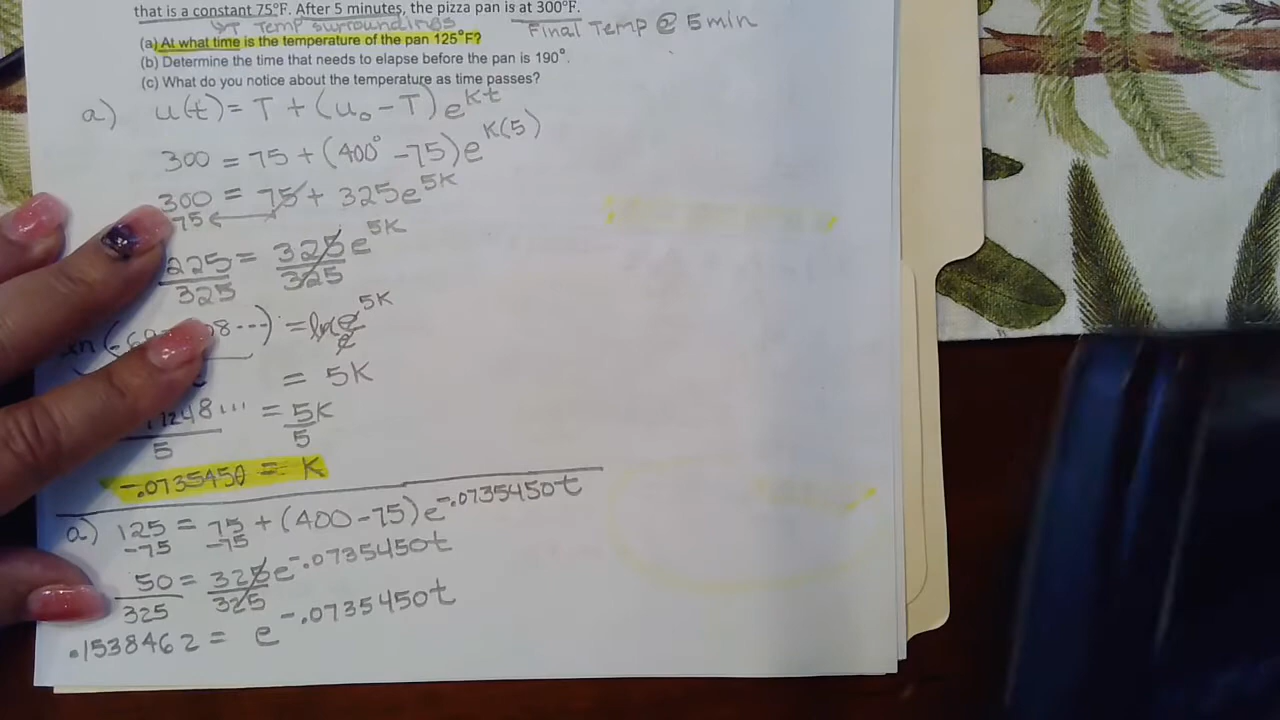 that is a constant 75°F. After 5 minutes, the pizza pan is at 300°F.
Temp surroundings
Final Temp @ 5 min
(a) At what time is the temperature of the pan 125°F?
(b) Determine the time that needs to elapse before the pan is 190°.
(c) What do you notice about the temperature as time passes?
a) u(t) = T + (u₀ - T) e^kt
300 = 75 + (400° - 75) e^K(5)
300 = 75 + 325e^5K
75
225 = 325 e^5K
325 325
= ln e^5K
e
= 5K
248... = 5K
5 5
-.0735450 = K
a) 125 = 75 + (400 - 75) e^-.0735450t
-75 -75
50 = 325 e^-.0735450t
325 325
.1538462 = e^-.0735450t